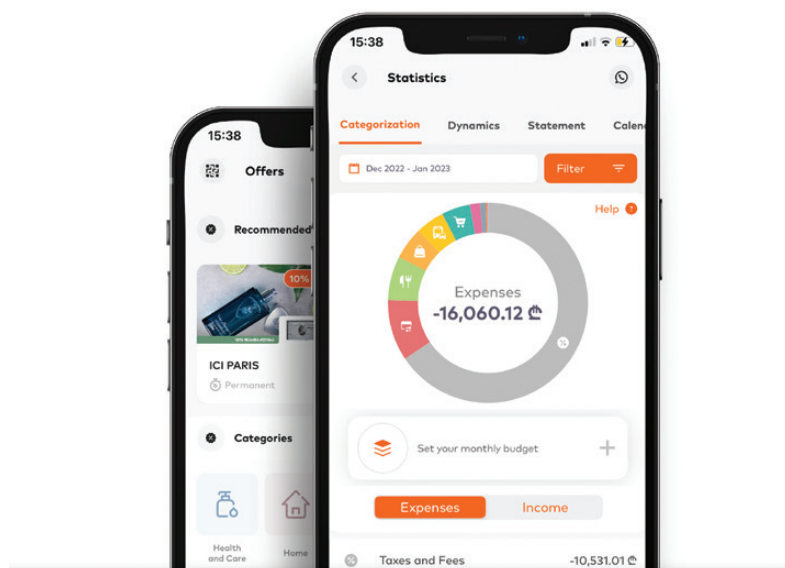 15:38
Offers
Recommended
10%
ICI PARIS
Permanent
Categories
Health
and Care
Home
15:38
Statistics
Categorization
Dynamics
Statement
Calen
Dec 2022 - Jan 2023
Filter
Help ?
Expenses
-16,060.12 ₾
Set your monthly budget
Expenses
Income
Taxes and Fees
-10,531.01 ₾